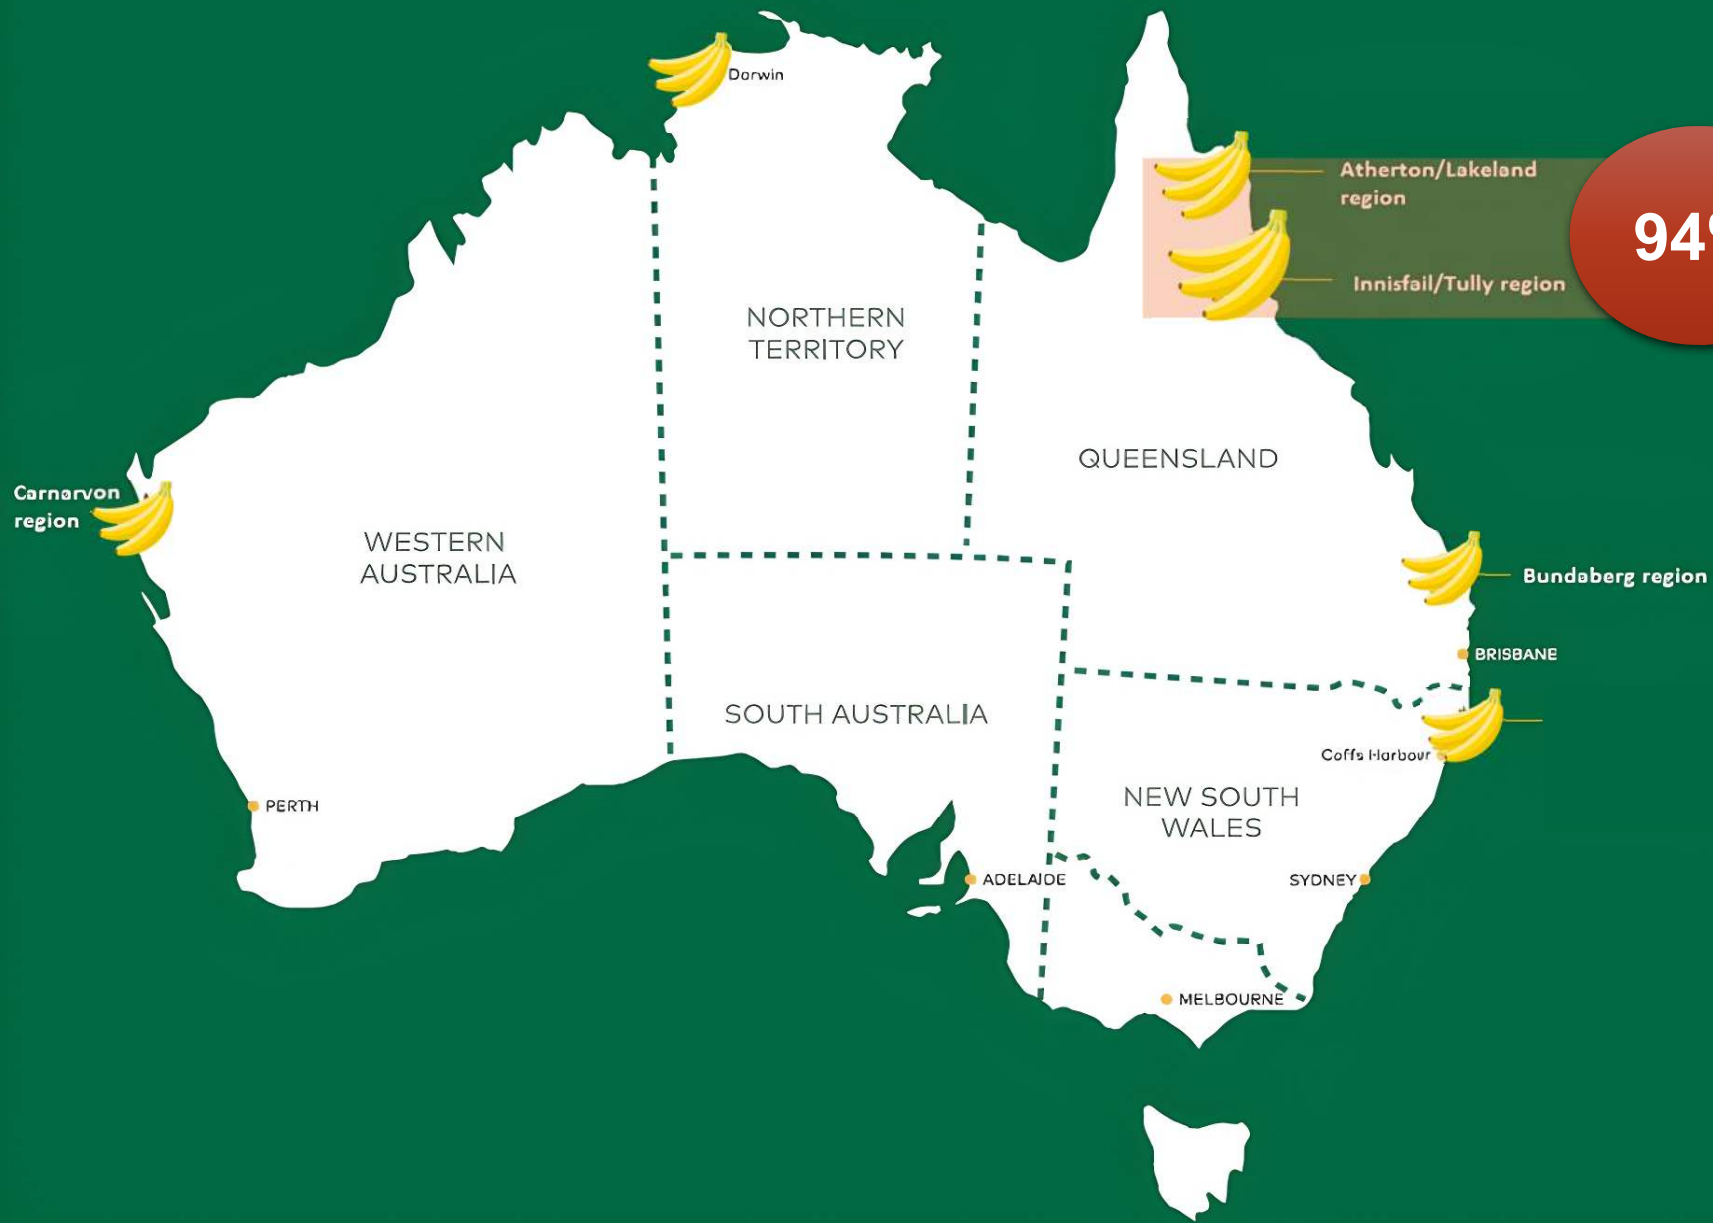 Darwin
Atherton/Lakeland
region
94%
Innisfail/Tully region
NORTHERN
TERRITORY
QUEENSLAND
Carnarvon
region
WESTERN
AUSTRALIA
Bundaberg region
BRISBANE
SOUTH AUSTRALIA
Coffs Harbour
NEW SOUTH
WALES
PERTH
ADELAIDE
SYDNEY
MELBOURNE